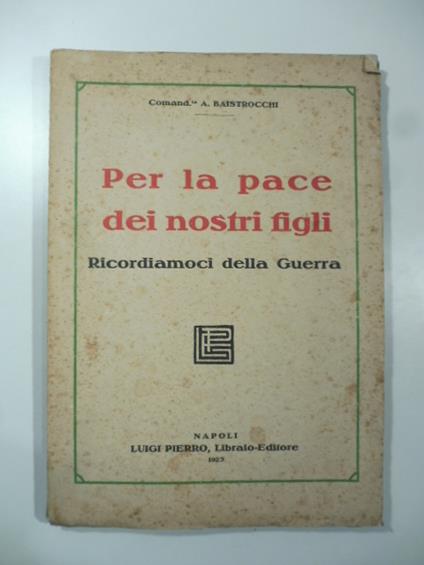 Comand.te A. BAISTROCCHI
Per la pace
dei nostri figli
Ricordiamoci della Guerra
NAPOLI
LUIGI PIERRO, Libraio-Editore
1923